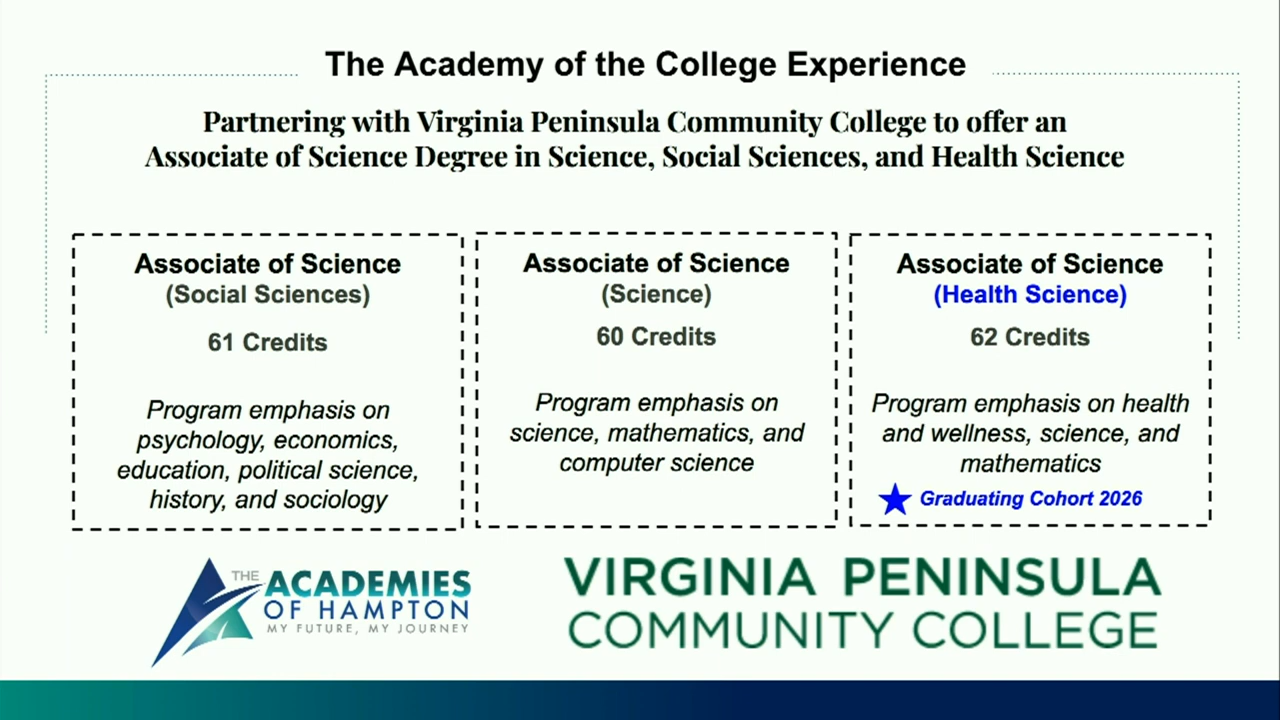 The Academy of the College Experience
Partnering with Virginia Peninsula Community College to offer an
Associate of Science Degree in Science, Social Sciences, and Health Science
Associate of Science
(Social Sciences)
61 Credits
Program emphasis on
psychology, economics,
education, political science,
history, and sociology
Associate of Science
(Science)
60 Credits
Program emphasis on
science, mathematics, and
computer science
Associate of Science
(Health Science)
62 Credits
Program emphasis on health
and wellness, science, and
mathematics
Graduating Cohort 2026
THE ACADEMIES
OF HAMPTON
MY FUTURE, MY JOURNEY
VIRGINIA PENINSULA
COMMUNITY COLLEGE